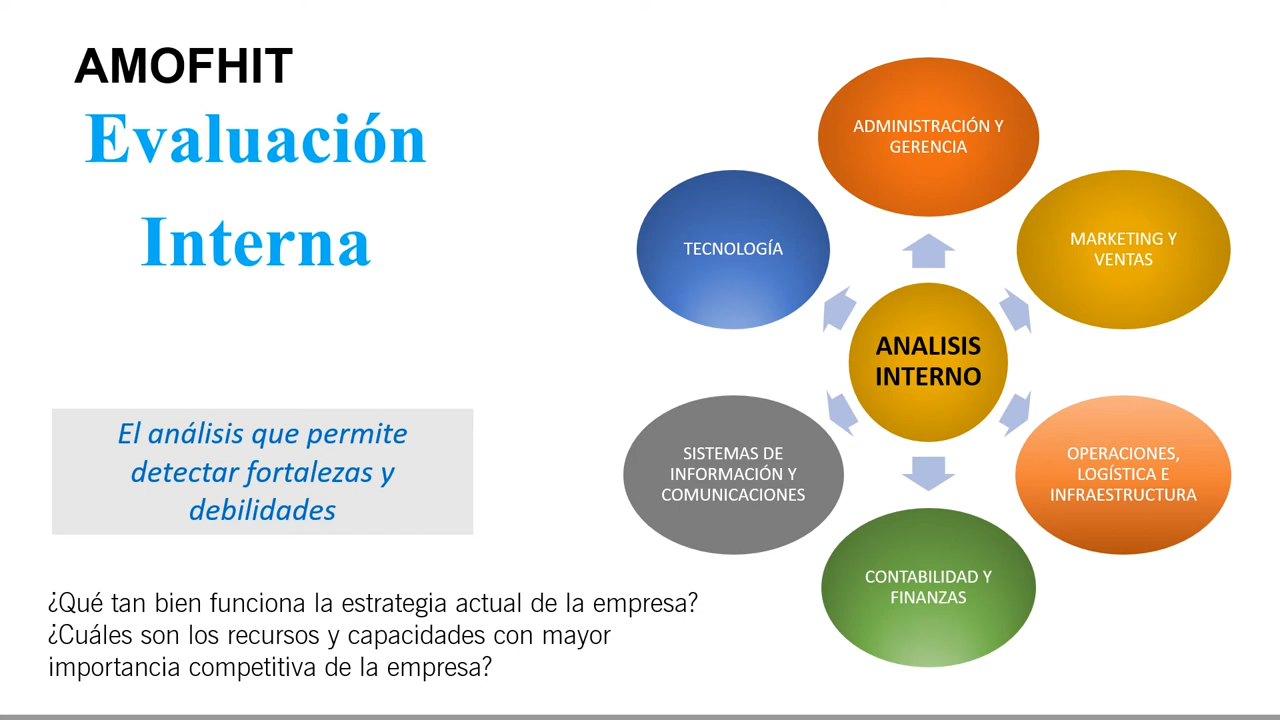 AMOFHIT
Evaluación
Interna
El análisis que permite
detectar fortalezas y
debilidades
¿Qué tan bien funciona la estrategia actual de la empresa?
¿Cuáles son los recursos y capacidades con mayor
importancia competitiva de la empresa?
ADMINISTRACIÓN Y
GERENCIA
MARKETING Y
VENTAS
OPERACIONES,
LOGÍSTICA E
INFRAESTRUCTURA
CONTABILIDAD Y
FINANZAS
SISTEMAS DE
INFORMACIÓN Y
COMUNICACIONES
TECNOLOGÍA
ANALISIS
INTERNO